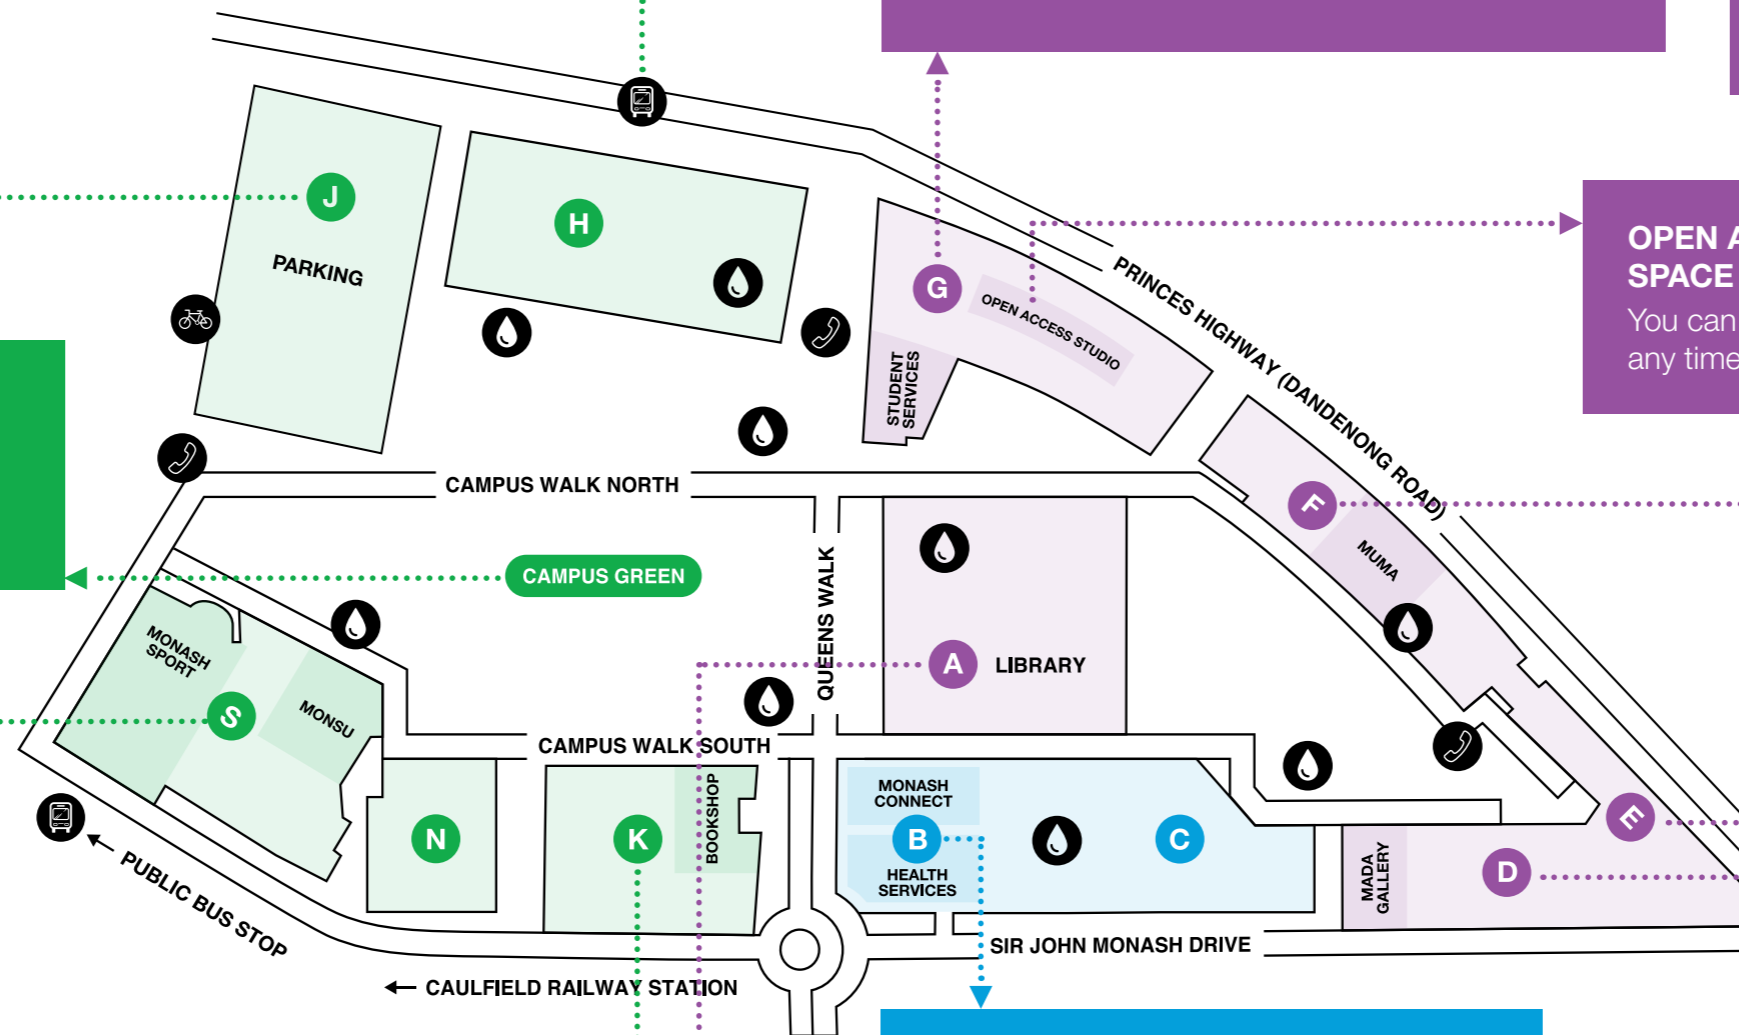 J
PARKING
H
G
OPEN ACCESS STUDIO
STUDENT
SERVICES
PRINCES HIGHWAY (DANDENONG ROAD)
OPEN A
SPACE
You can
any time
CAMPUS WALK NORTH
F
MUMA
CAMPUS GREEN
QUEENS WALK
A
LIBRARY
MONASH
SPORT
S
MONSU
CAMPUS WALK SOUTH
N
K
BOOKSHOP
MONASH
CONNECT
B
HEALTH
SERVICES
C
E
D
MADA
GALLERY
PUBLIC BUS STOP
SIR JOHN MONASH DRIVE
CAULFIELD RAILWAY STATION